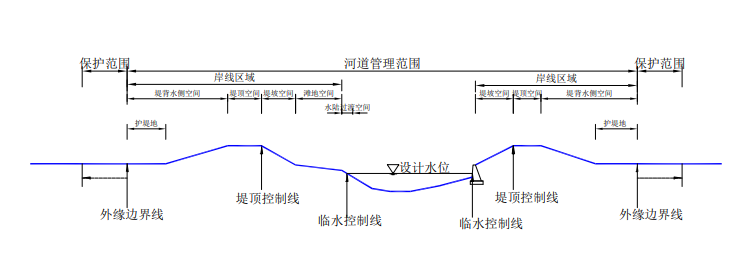 保护范围 河道管理范围 保护范围
岸线区域 岸线区域
堤背水侧空间 堤顶空间 堤坡空间 滩地空间 堤坡空间 堤顶空间 堤背水侧空间
水陆过渡空间
护堤地 护堤地
设计水位
堤顶控制线 堤顶控制线
外缘边界线 临水控制线 临水控制线 外缘边界线